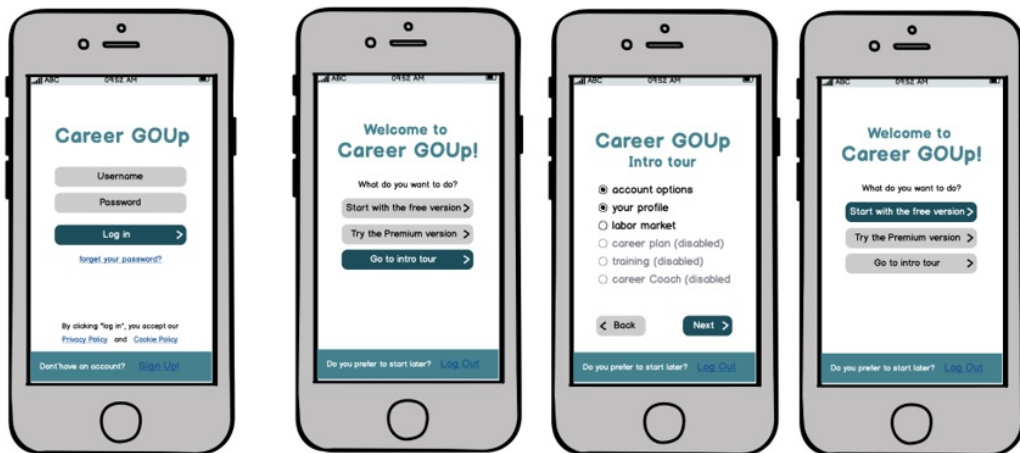 ABC 09:52 AM
Career GOUp
Username
Password
Log in >
forget your password?
By clicking "log in", you accept our
Privacy Policy and Cookie Policy
Dont'have an account? Sign Up!
ABC 09:52 AM
Welcome to
Career GOUp!
What do you want to do?
Start with the free version >
Try the Premium version >
Go to intro tour >
Do you prefer to start later? Log Out
ABC 09:52 AM
Career GOUp
Intro tour
account options
your profile
labor market
career plan (disabled)
training (disabled)
career Coach (disabled
< Back Next >
Do you prefer to start later? Log Out
ABC 09:52 AM
Welcome to
Career GOUp!
What do you want to do?
Start with the free version >
Try the Premium version >
Go to intro tour >
Do you prefer to start later? Log Out